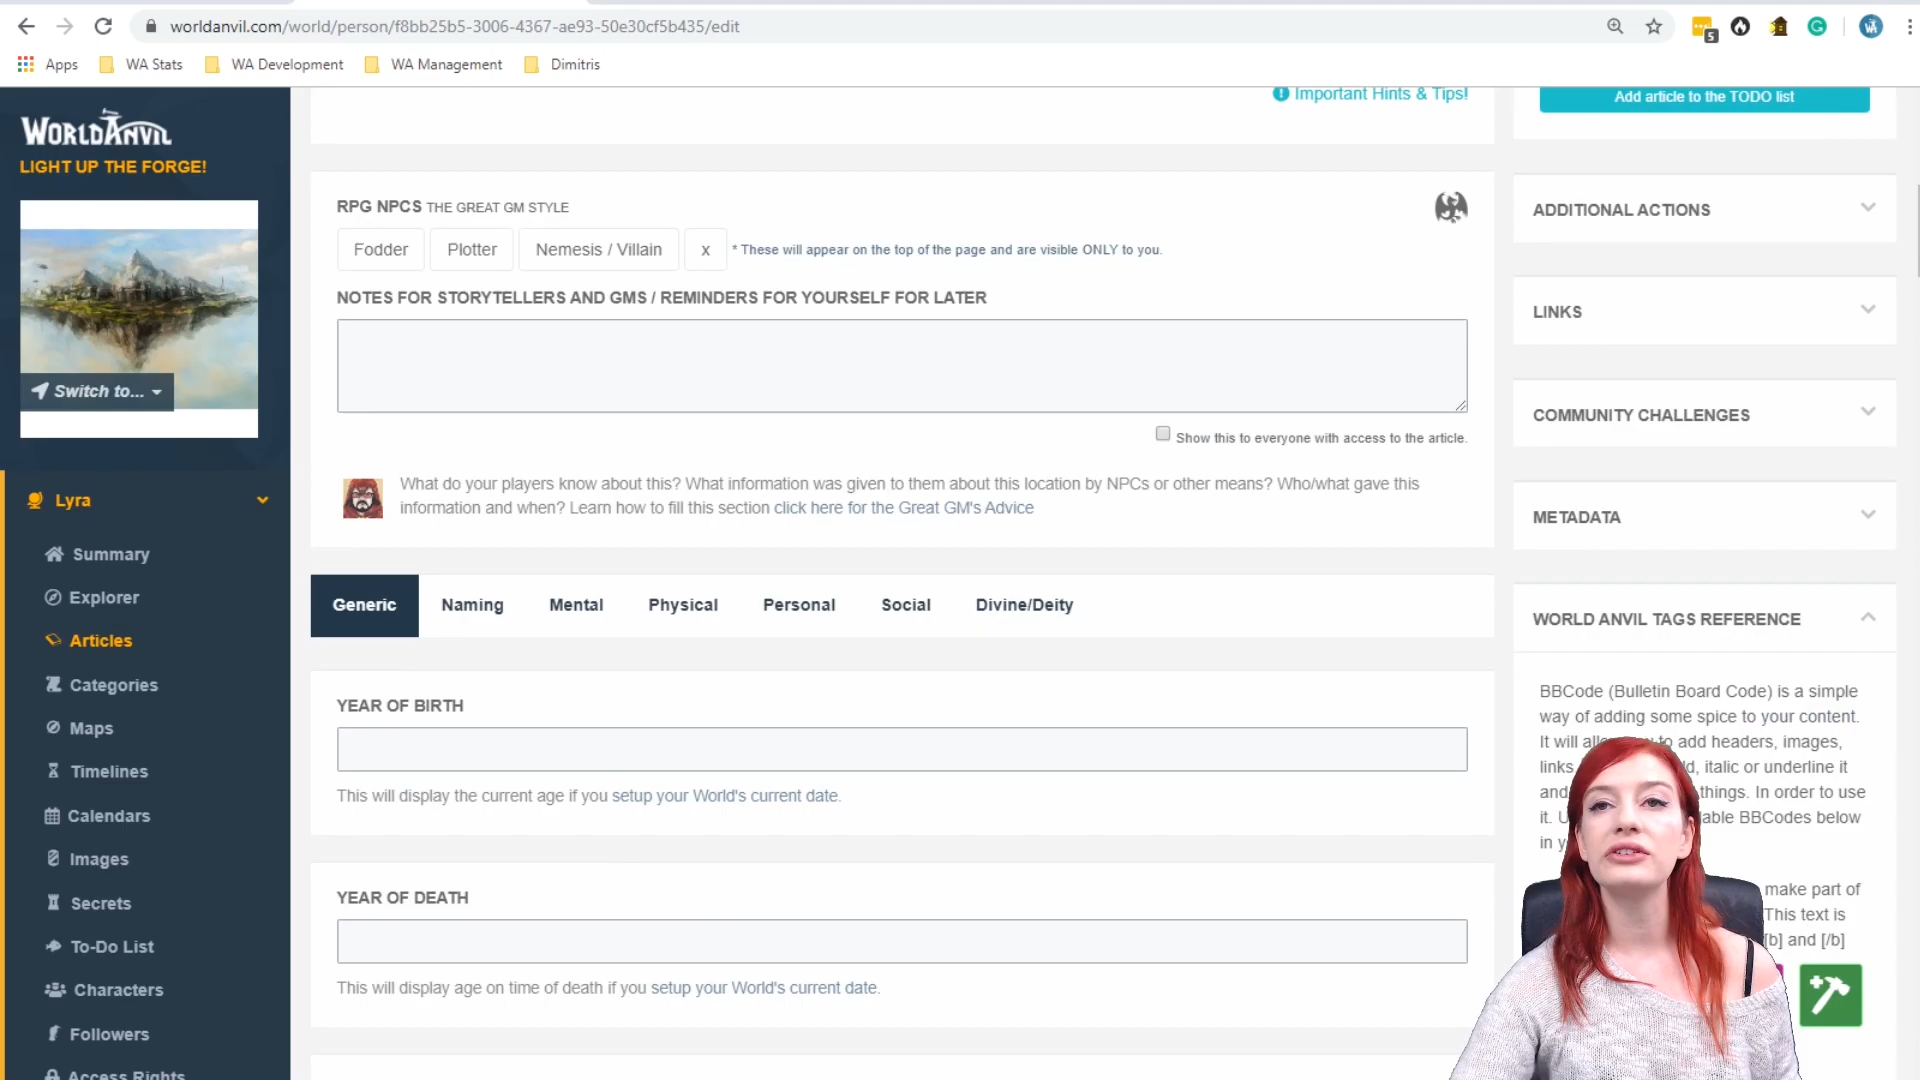 worldanvil.com/world/person/f8bb25b5-3006-4367-ae93-50e30cf5b435/edit
5
Apps WA Stats WA Development WA Management Dimitris
WORLDANVIL
LIGHT UP THE FORGE!
Switch to...
Lyra
Summary
Explorer
Articles
Categories
Maps
Timelines
Calendars
Images
Secrets
To-Do List
Characters
Followers
Access Rights
Important Hints & Tips!
RPG NPCS THE GREAT GM STYLE
Fodder Plotter Nemesis / Villain x * These will appear on the top of the page and are visible ONLY to you.
NOTES FOR STORYTELLERS AND GMS / REMINDERS FOR YOURSELF FOR LATER
Show this to everyone with access to the article.
What do your players know about this? What information was given to them about this location by NPCs or other means? Who/what gave this
information and when? Learn how to fill this section click here for the Great GM's Advice
Generic Naming Mental Physical Personal Social Divine/Deity
YEAR OF BIRTH
This will display the current age if you setup your World's current date.
YEAR OF DEATH
This will display age on time of death if you setup your World's current date.
Add article to the TODO list
ADDITIONAL ACTIONS
LINKS
COMMUNITY CHALLENGES
METADATA
WORLD ANVIL TAGS REFERENCE
BBCode (Bulletin Board Code) is a simple
way of adding some spice to your content.
It will to add headers, images,
links italic or underline it
and things. In order to use
it. BBCodes below
in
make part of
This text is
[b] and [/b]